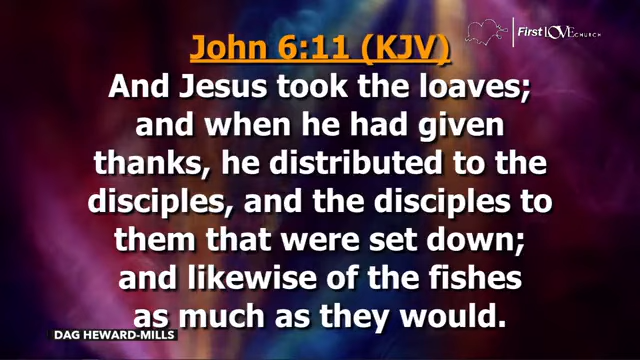 First LOVE CHURCH
John 6:11 (KJV)
And Jesus took the loaves;
and when he had given
thanks, he distributed to the
disciples, and the disciples to
them that were set down;
and likewise of the fishes
as much as they would.
DAG HEWARD-MILLS